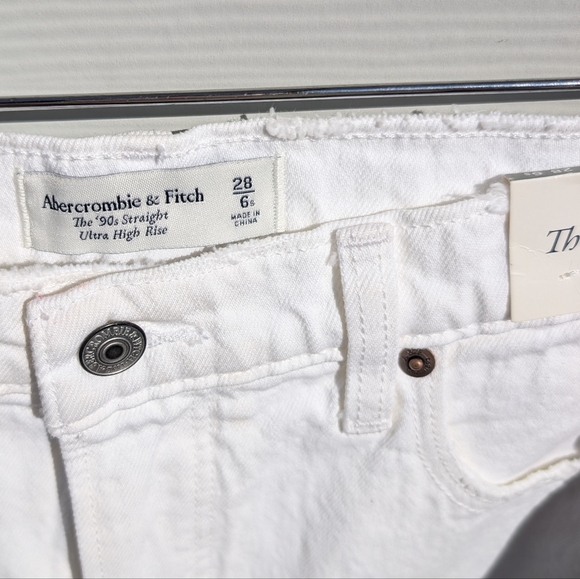 Abercrombie & Fitch
The '90s Straight
Ultra High Rise
28
6s
MADE IN
CHINA
Th